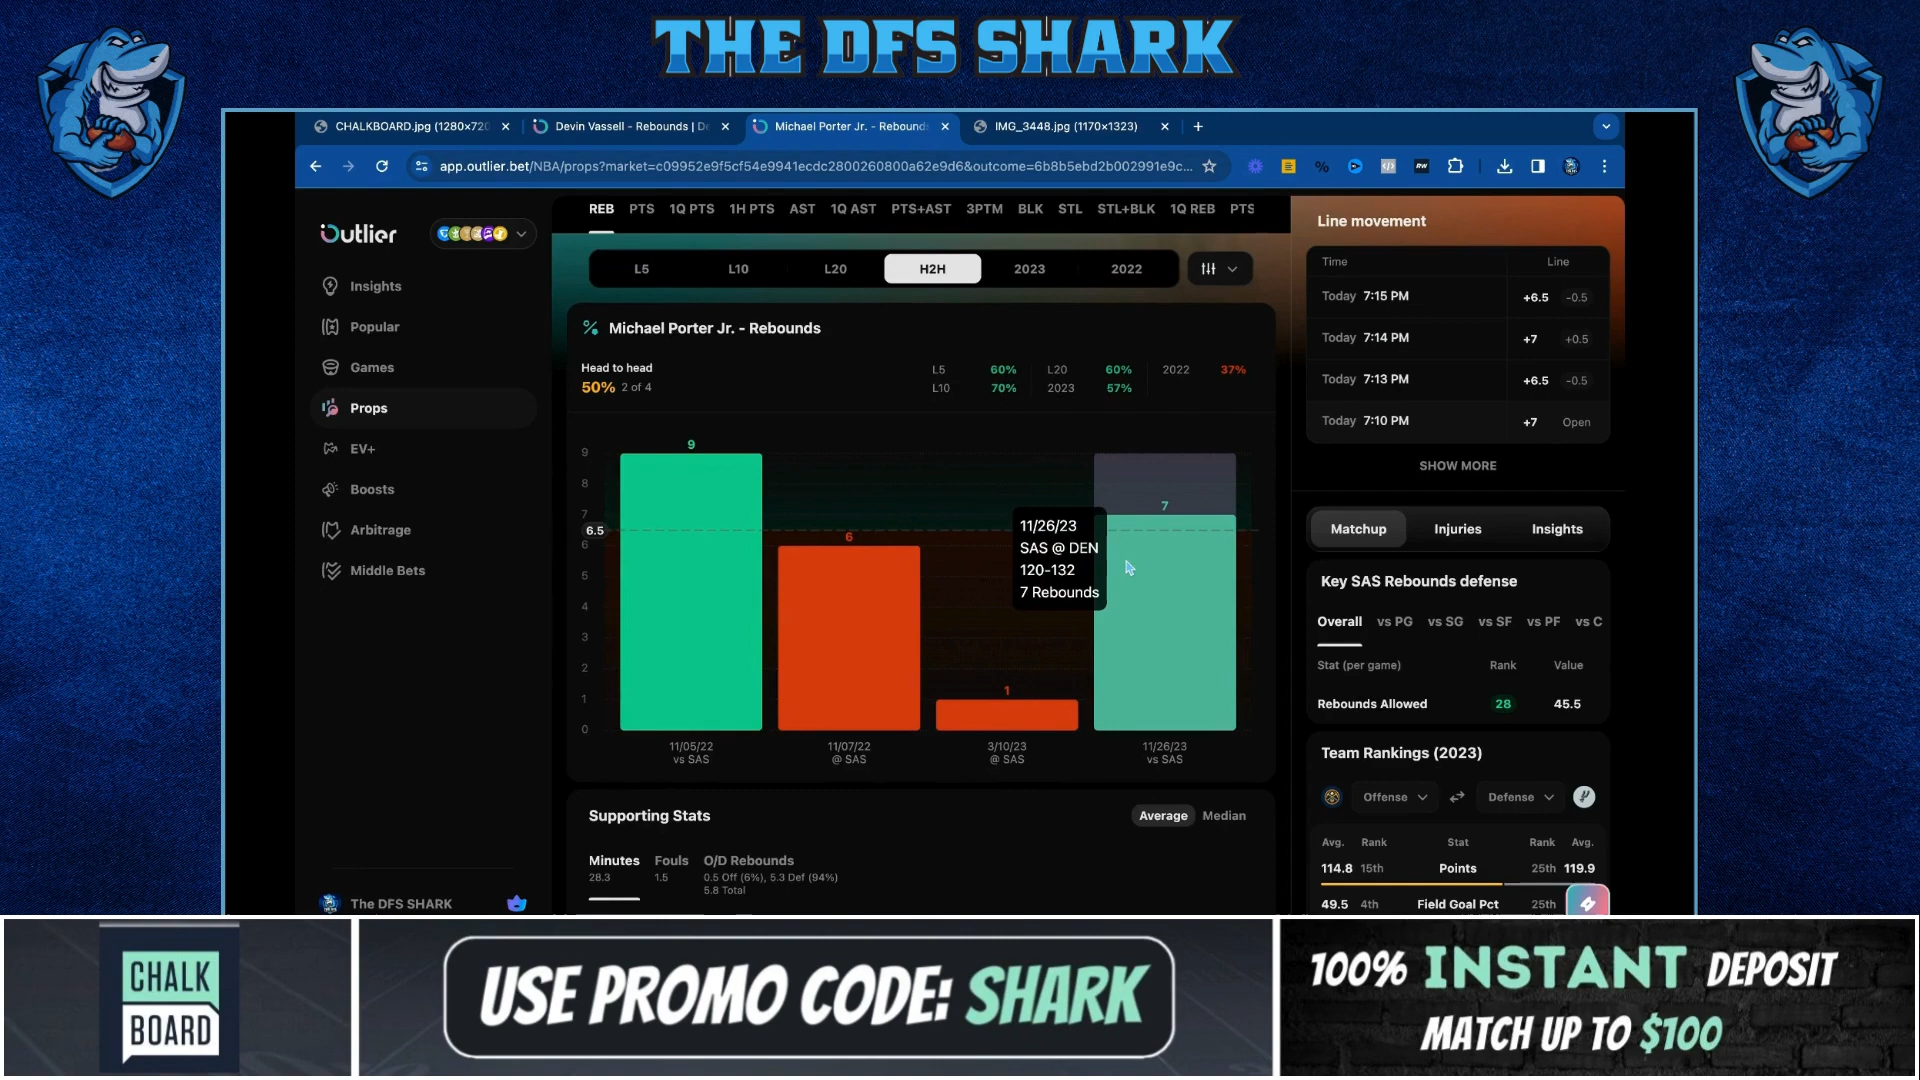 THE DFS SHARK
CHALKBOARD.jpg (1280×720
Devin Vassell - Rebounds | De
Michael Porter Jr. - Rebound
IMG_3448.jpg (1170×1323)
app.outlier.bet/NBA/props?market=c09952e9f5cf54e9941ecdc2800260800a62e9d6&outcome=6b8b5ebd2b002991e9c...
Outlier
Insights
Popular
Games
Props
EV+
Boosts
Arbitrage
Middle Bets
The DFS SHARK
REB PTS 1Q PTS 1H PTS AST 1Q AST PTS+AST 3PTM BLK STL STL+BLK 1Q REB PTS
L5 L10 L20 H2H 2023 2022
Michael Porter Jr. - Rebounds
Head to head
50% 2 of 4
L5 60% L20 60% 2022 37%
L10 70% 2023 57%
9
8
7
6.5
6
5
4
3
2
1
0
9
6
1
7
11/26/23
SAS @ DEN
120-132
7 Rebounds
11/05/22 11/07/22 3/10/23 11/26/23
vs SAS @ SAS @ SAS vs SAS
Supporting Stats
Average Median
Minutes Fouls O/D Rebounds
28.3 1.5 0.5 Off (6%), 5.3 Def (94%)
5.8 Total
Line movement
Time Line
Today 7:15 PM +6.5 -0.5
Today 7:14 PM +7 +0.5
Today 7:13 PM +6.5 -0.5
Today 7:10 PM +7 Open
SHOW MORE
Matchup Injuries Insights
Key SAS Rebounds defense
Overall vs PG vs SG vs SF vs PF vs C
Stat (per game) Rank Value
Rebounds Allowed 28 45.5
Team Rankings (2023)
Offense Defense
Avg. Rank Stat Rank Avg.
114.8 15th Points 25th 119.9
49.5 4th Field Goal Pct 25th
CHALK
BOARD
USE PROMO CODE: SHARK
100% INSTANT DEPOSIT
MATCH UP TO $100